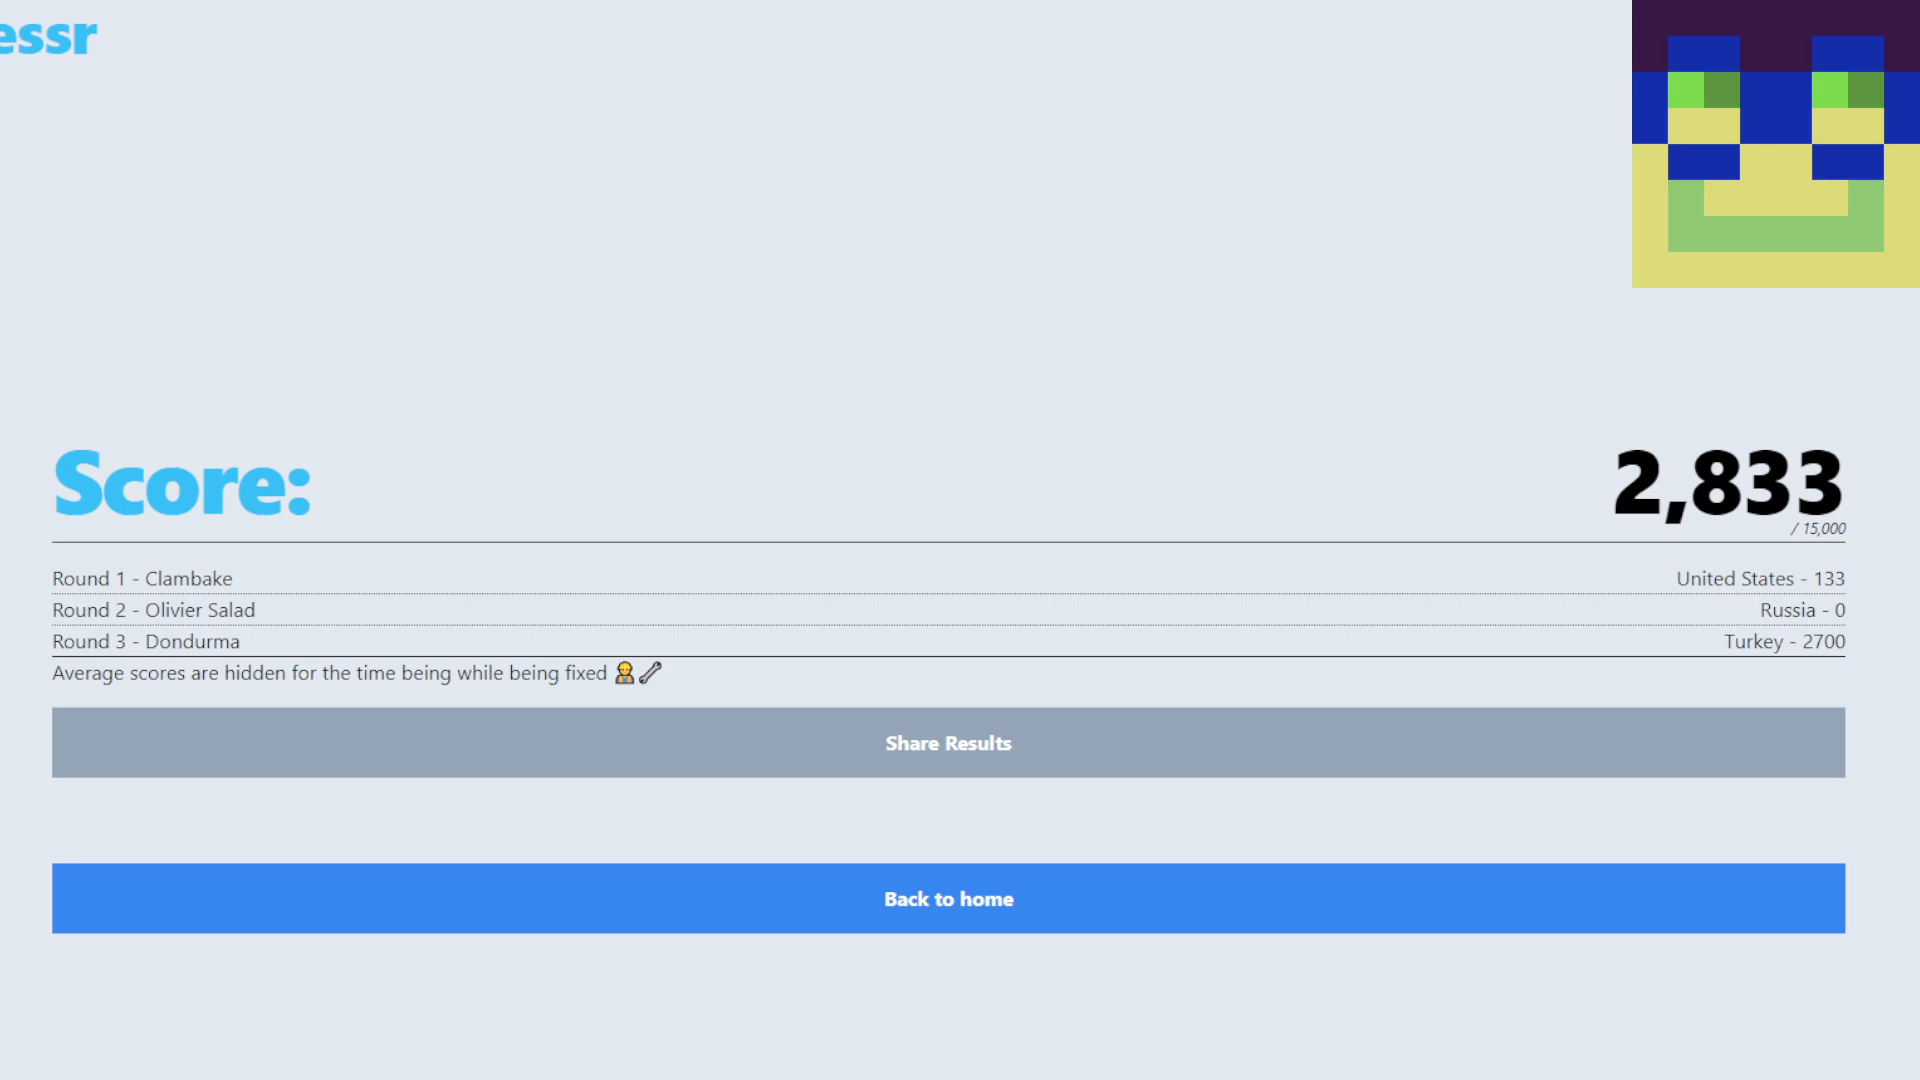 essr
Score:
2,833
/ 15,000
Round 1 - Clambake
United States - 133
Round 2 - Olivier Salad
Russia - 0
Round 3 - Dondurma
Turkey - 2700
Average scores are hidden for the time being while being fixed 👷🔧
Share Results
Back to home